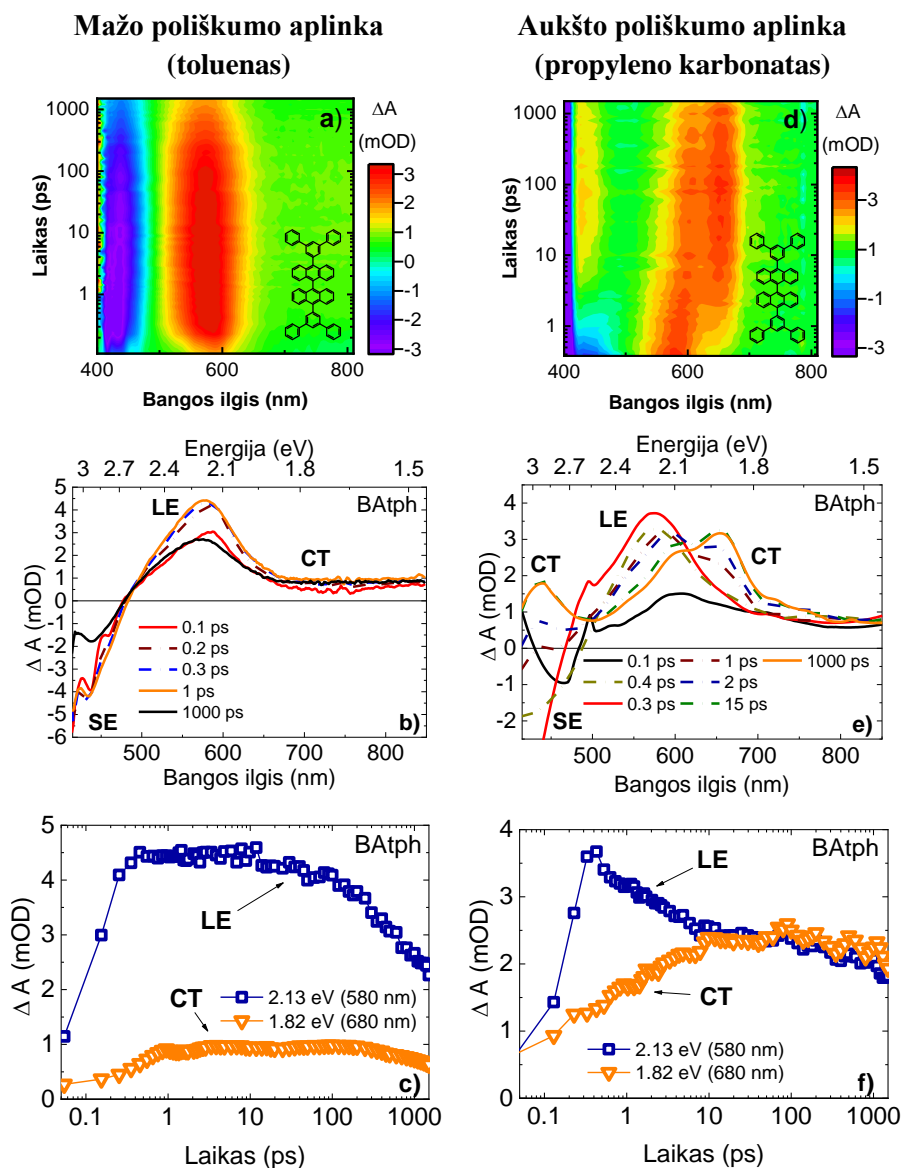 Mažo poliškumo aplinka
(toluenas)
Aukšto poliškumo aplinka
(propyleno karbonatas)
a)
ΔA
(mOD)
1000
100
10
1
Laikas (ps)
3
2
1
0
-1
-2
-3
400 600 800
Bangos ilgis (nm)
d)
ΔA
(mOD)
1000
100
10
1
Laikas (ps)
3
1
-1
-3
400 600 800
Bangos ilgis (nm)
Energija (eV)
3 2.7 2.4 2.1 1.8 1.5
BAtph
LE
CT
SE
5
4
3
2
1
0
-1
-2
-3
-4
-5
-6
Δ A (mOD)
0.1 ps
0.2 ps
0.3 ps
1 ps
1000 ps
b)
500 600 700 800
Bangos ilgis (nm)
Energija (eV)
3 2.7 2.4 2.1 1.8 1.5
BAtph
LE
CT
CT
SE
4
3
2
1
0
-1
-2
Δ A (mOD)
0.1 ps 1 ps 1000 ps
0.4 ps 2 ps
0.3 ps 15 ps
e)
500 600 700 800
Bangos ilgis (nm)
BAtph
LE
CT
5
4
3
2
1
0
Δ A (mOD)
2.13 eV (580 nm)
1.82 eV (680 nm)
c)
0.1 1 10 100 1000
Laikas (ps)
BAtph
LE
CT
4
3
2
1
0
Δ A (mOD)
2.13 eV (580 nm)
1.82 eV (680 nm)
f)
0.1 1 10 100 1000
Laikas (ps)